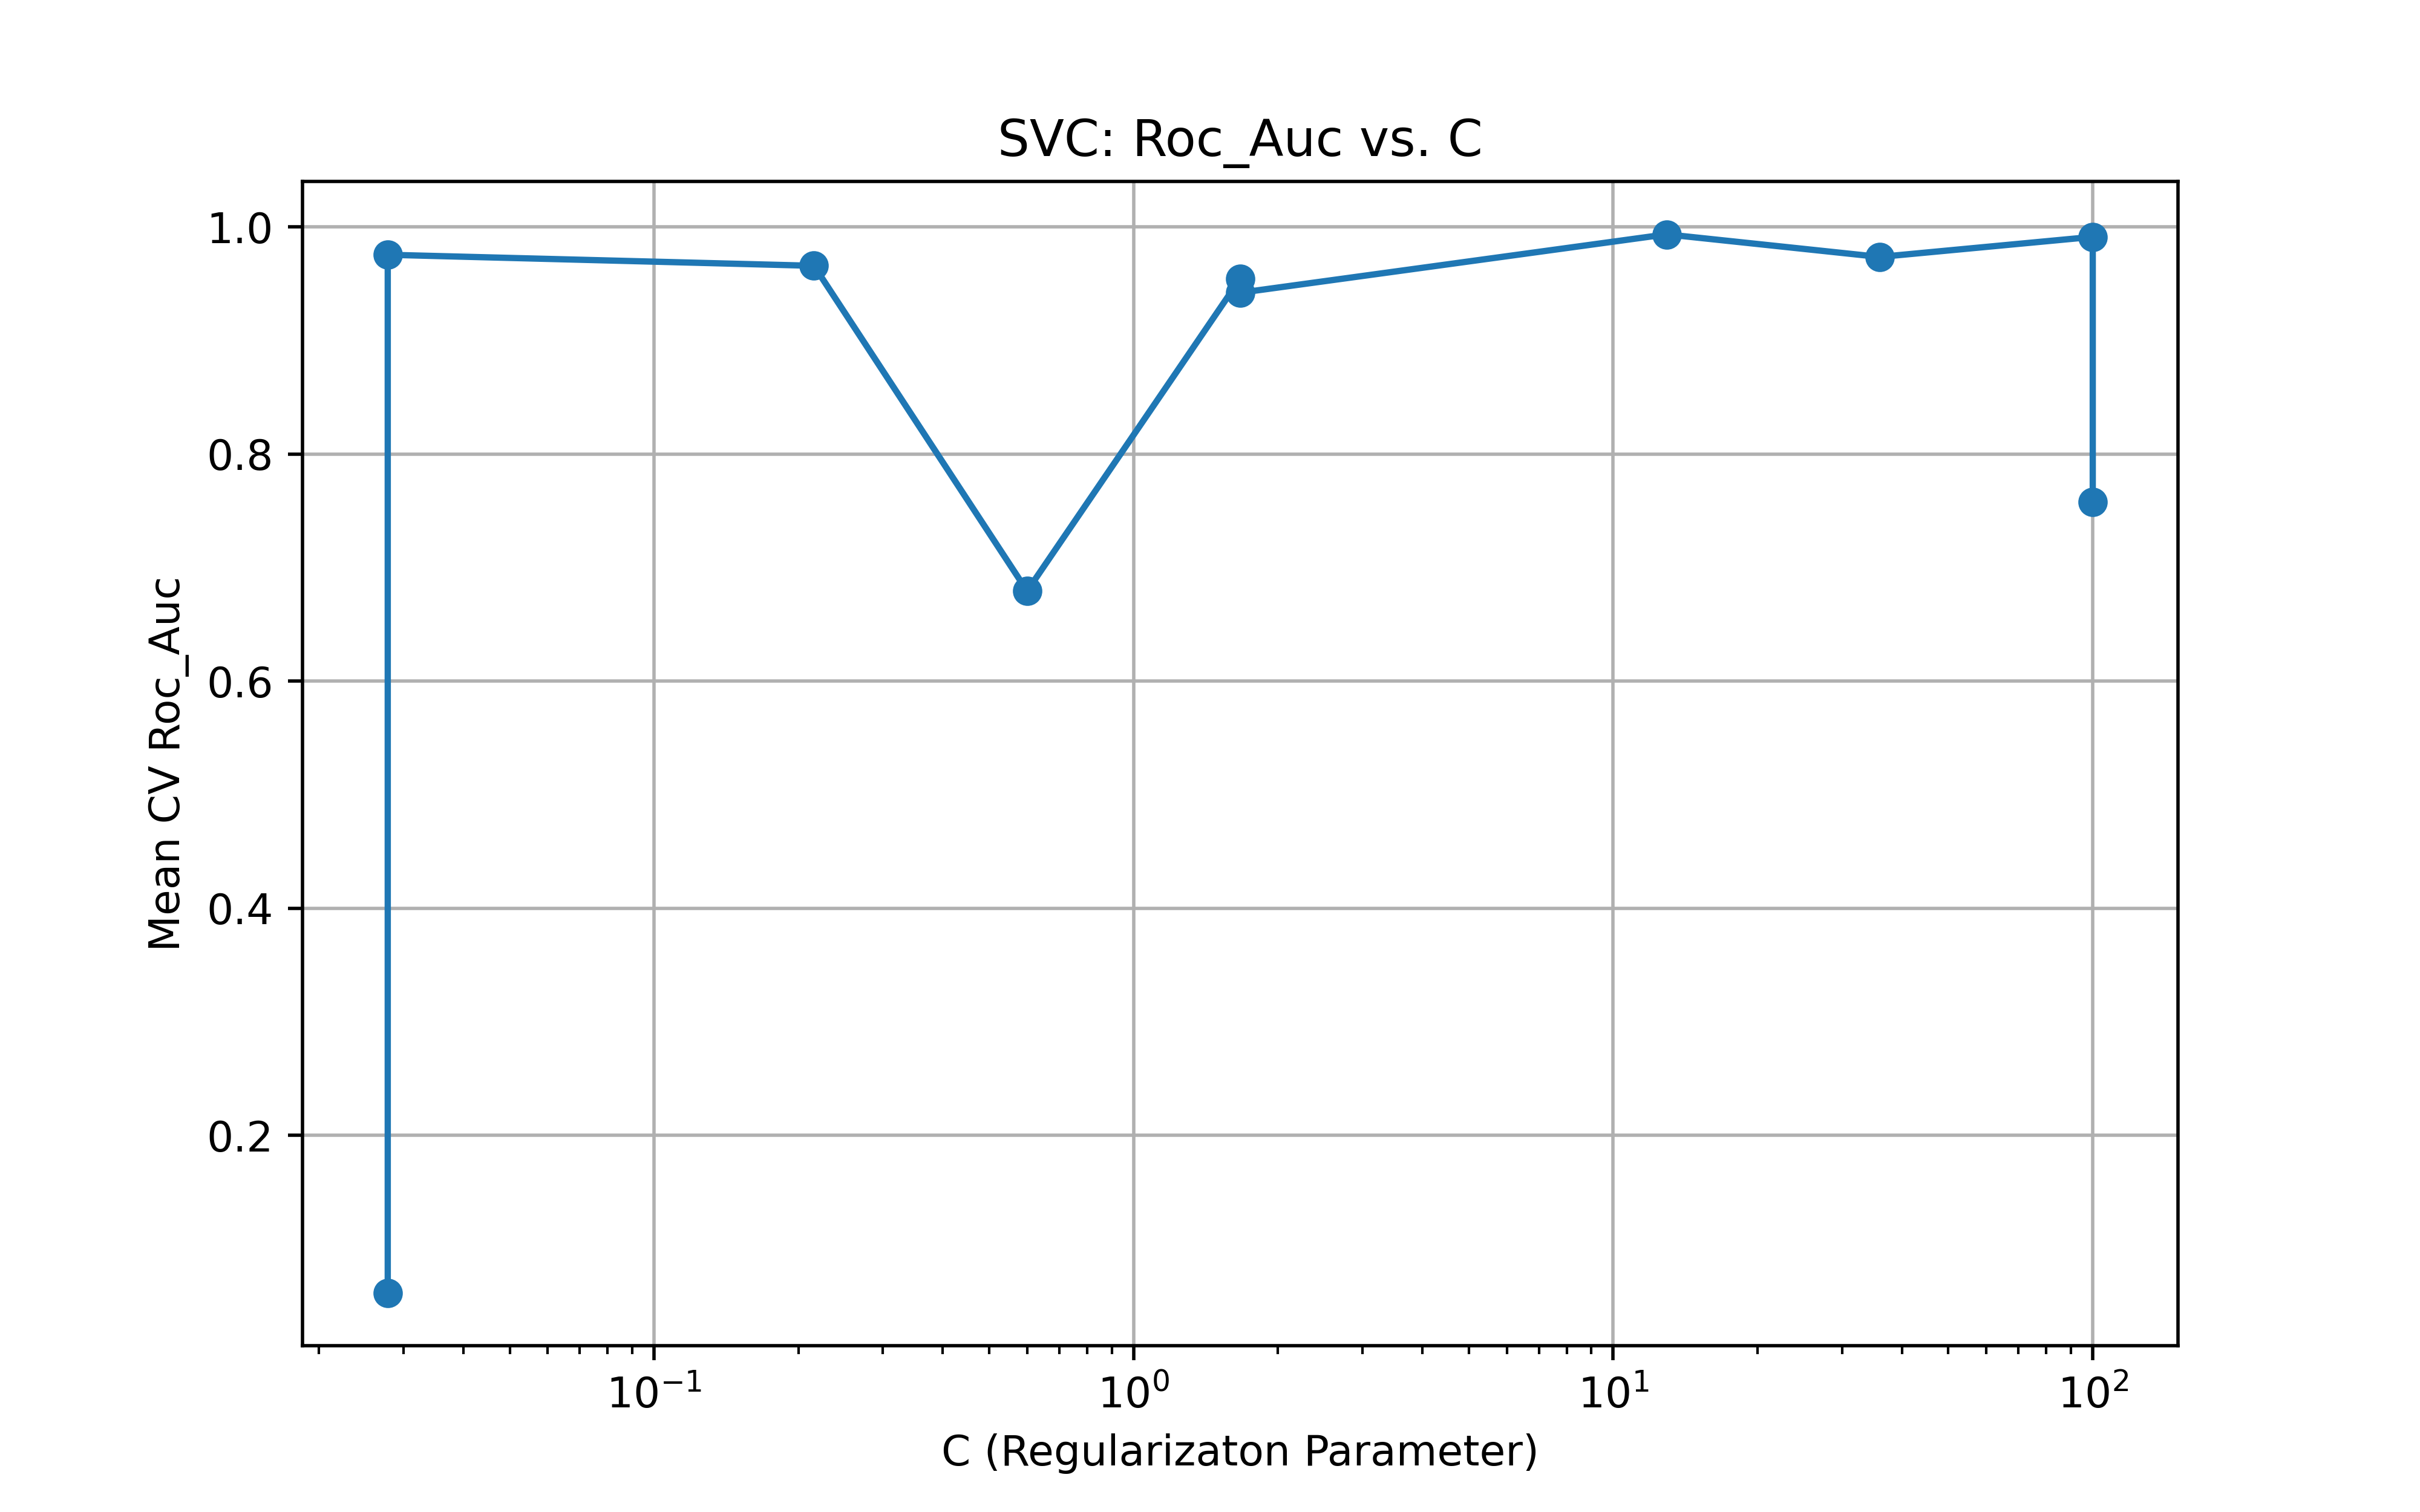 SVC: Roc_Auc vs. C
Mean CV Roc_Auc
1.0
0.8
0.6
0.4
0.2
10⁻¹ 10⁰ 10¹ 10²
C (Regularizaton Parameter)